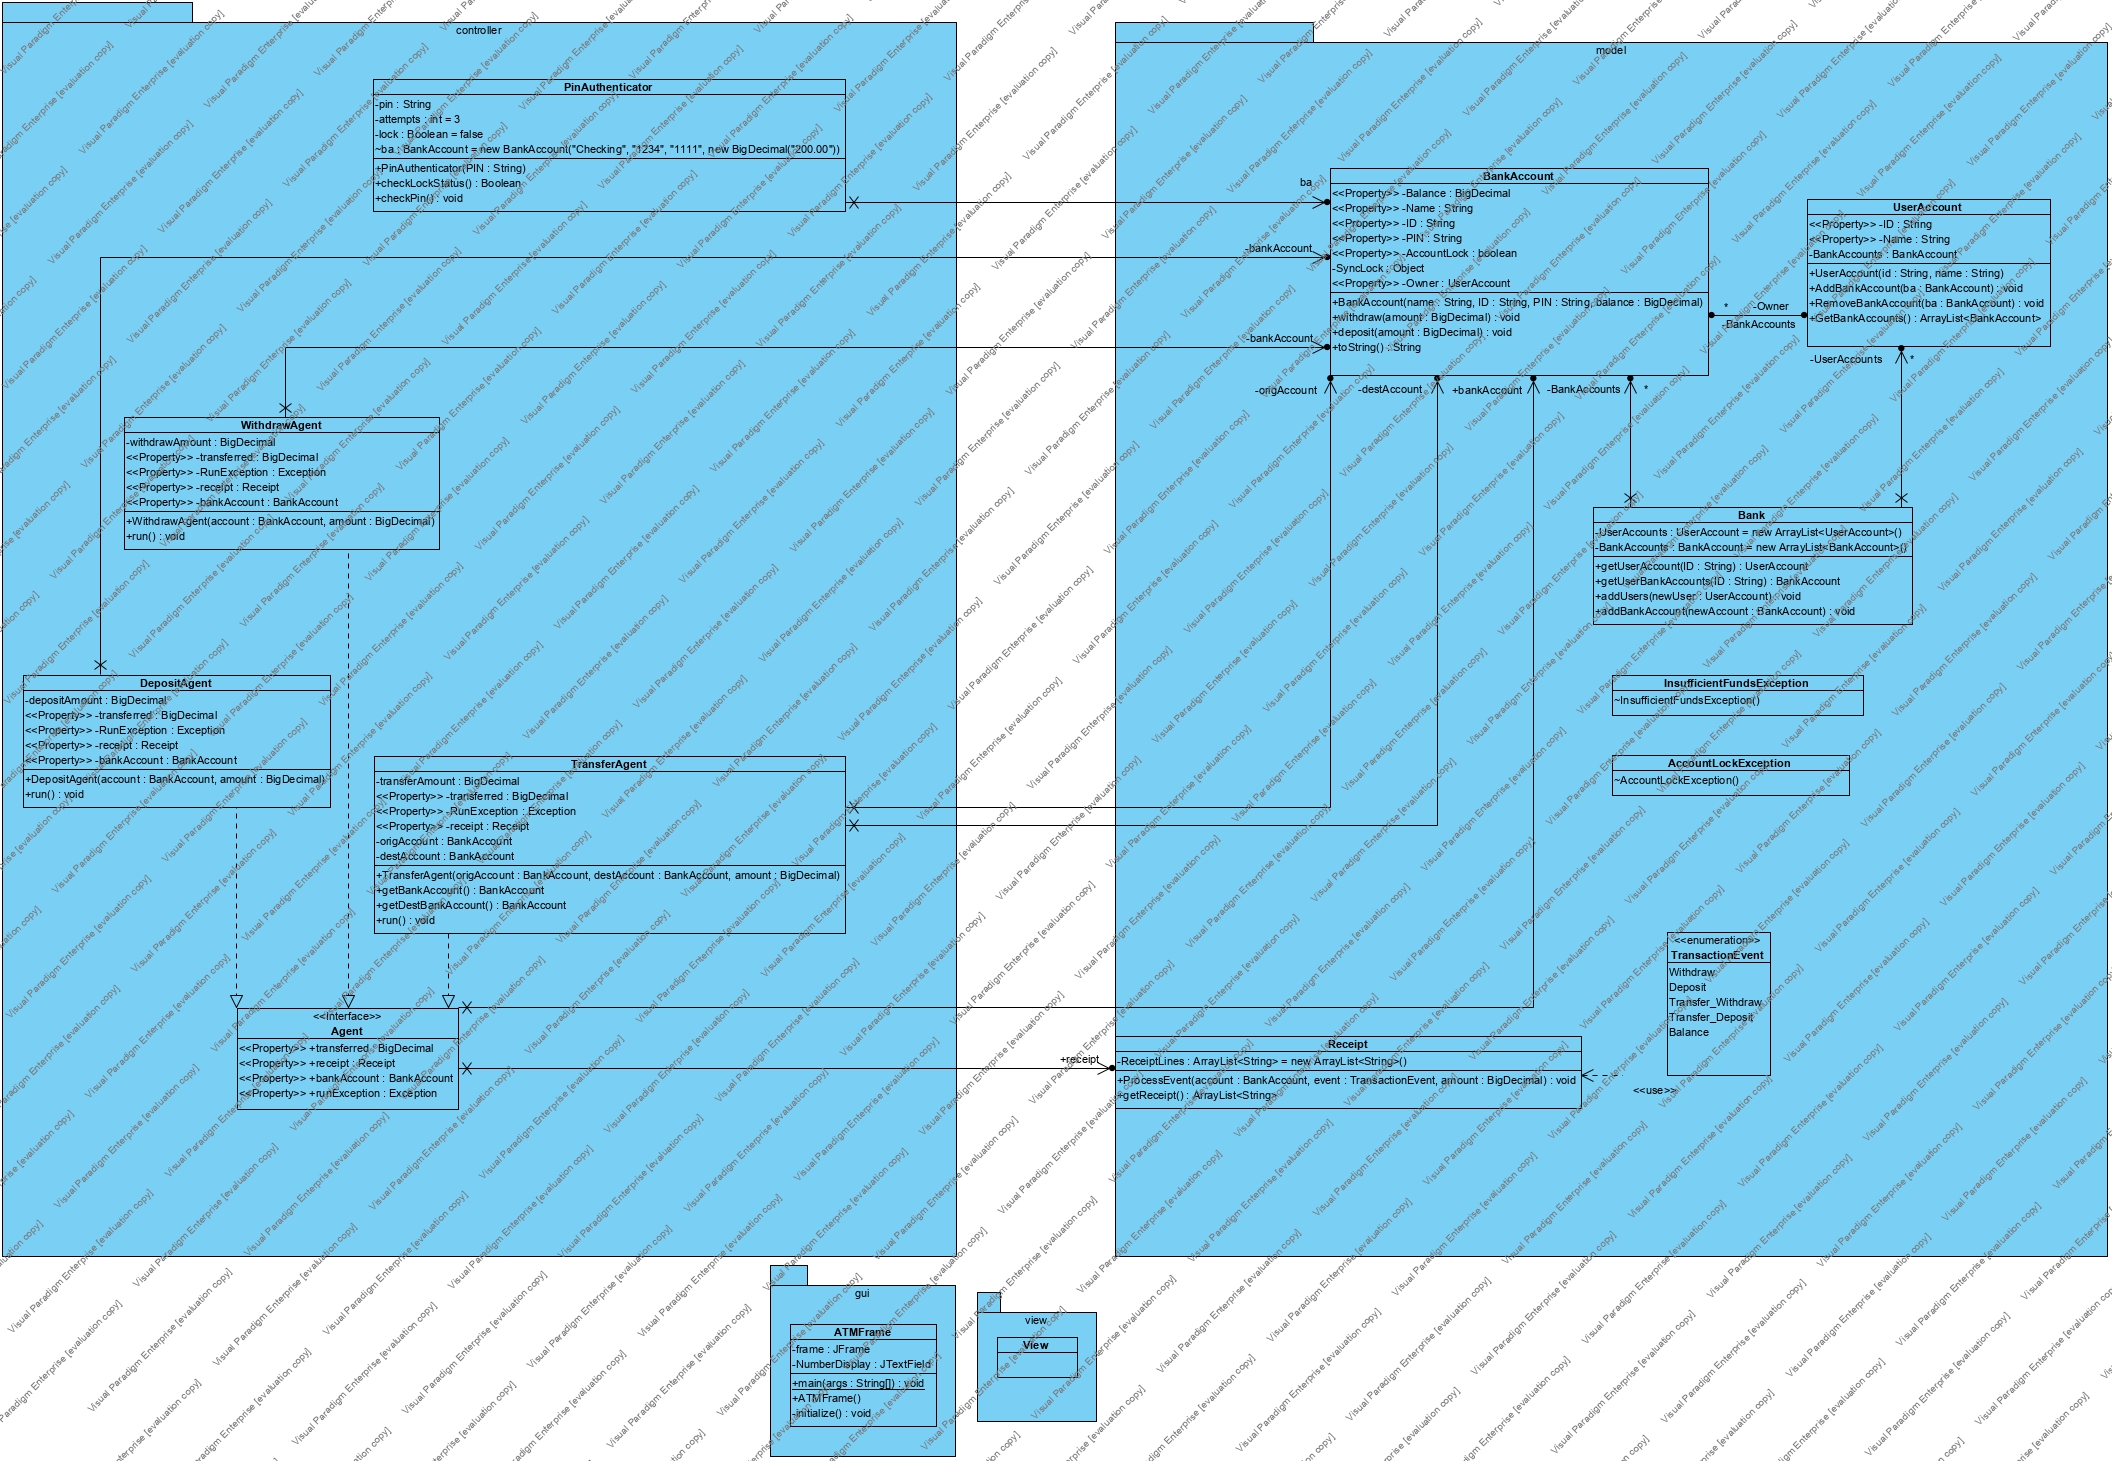 controller
PinAuthenticator
-pin : String
-attempts : int = 3
-lock : Boolean = false
~ba : BankAccount = new BankAccount("Checking", "1234", "1111", new BigDecimal("200.00"))
+PinAuthenticator(PIN : String)
+checkLockStatus() : Boolean
+checkPin() : void
WithdrawAgent
-withdrawAmount : BigDecimal
<<Property>> -transferred : BigDecimal
<<Property>> -RunException : Exception
<<Property>> -receipt : Receipt
<<Property>> -bankAccount : BankAccount
+WithdrawAgent(account : BankAccount, amount : BigDecimal)
+run() : void
DepositAgent
-depositAmount : BigDecimal
<<Property>> -transferred : BigDecimal
<<Property>> -RunException : Exception
<<Property>> -receipt : Receipt
<<Property>> -bankAccount : BankAccount
+DepositAgent(account : BankAccount, amount : BigDecimal)
+run() : void
TransferAgent
-transferAmount : BigDecimal
<<Property>> -transferred : BigDecimal
<<Property>> -RunException : Exception
<<Property>> -receipt : Receipt
-origAccount : BankAccount
-destAccount : BankAccount
+TransferAgent(origAccount : BankAccount, destAccount : BankAccount, amount : BigDecimal)
+getBankAccount() : BankAccount
+getDestBankAccount() : BankAccount
+run() : void
<<Interface>>
Agent
<<Property>> +transferred : BigDecimal
<<Property>> +receipt : Receipt
<<Property>> +bankAccount : BankAccount
<<Property>> +runException : Exception
model
ba
-bankAccount
-bankAccount
-origAccount
-destAccount
+bankAccount
-BankAccounts
*
BankAccount
<<Property>> -Balance : BigDecimal
<<Property>> -Name : String
<<Property>> -ID : String
<<Property>> -PIN : String
<<Property>> -AccountLock : boolean
-SyncLock : Object
<<Property>> -Owner : UserAccount
+BankAccount(name : String, ID : String, PIN : String, balance : BigDecimal)
+withdraw(amount : BigDecimal) : void
+deposit(amount : BigDecimal) : void
+toString() : String
*
-Owner
-BankAccounts
UserAccount
<<Property>> -ID : String
<<Property>> -Name : String
-BankAccounts : BankAccount
+UserAccount(id : String, name : String)
+AddBankAccount(ba : BankAccount) : void
+RemoveBankAccount(ba : BankAccount) : void
+GetBankAccounts() : ArrayList<BankAccount>
-UserAccounts
*
Bank
-UserAccounts : UserAccount = new ArrayList<UserAccount>()
-BankAccounts : BankAccount = new ArrayList<BankAccount>()
+getUserAccount(ID : String) : UserAccount
+getUserBankAccounts(ID : String) : BankAccount
+addUsers(newUser : UserAccount) : void
+addBankAccount(newAccount : BankAccount) : void
InsufficientFundsException
~InsufficientFundsException()
AccountLockException
~AccountLockException()
<<enumeration>>
TransactionEvent
Withdraw
Deposit
Transfer_Withdraw
Transfer_Deposit
Balance
+receipt
Receipt
-ReceiptLines : ArrayList<String> = new ArrayList<String>()
+ProcessEvent(account : BankAccount, event : TransactionEvent, amount : BigDecimal) : void
+getReceipt() : ArrayList<String>
<<use>>
gui
ATMFrame
-frame : JFrame
-NumberDisplay : JTextField
+main(args : String[]) : void
+ATMFrame()
-initialize() : void
view
View
Visual Paradigm Enterprise [evaluation copy]